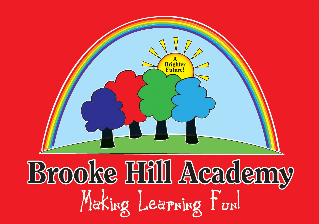 A
Brighter
Future!
Brooke Hill Academy
Making Learning Fun!